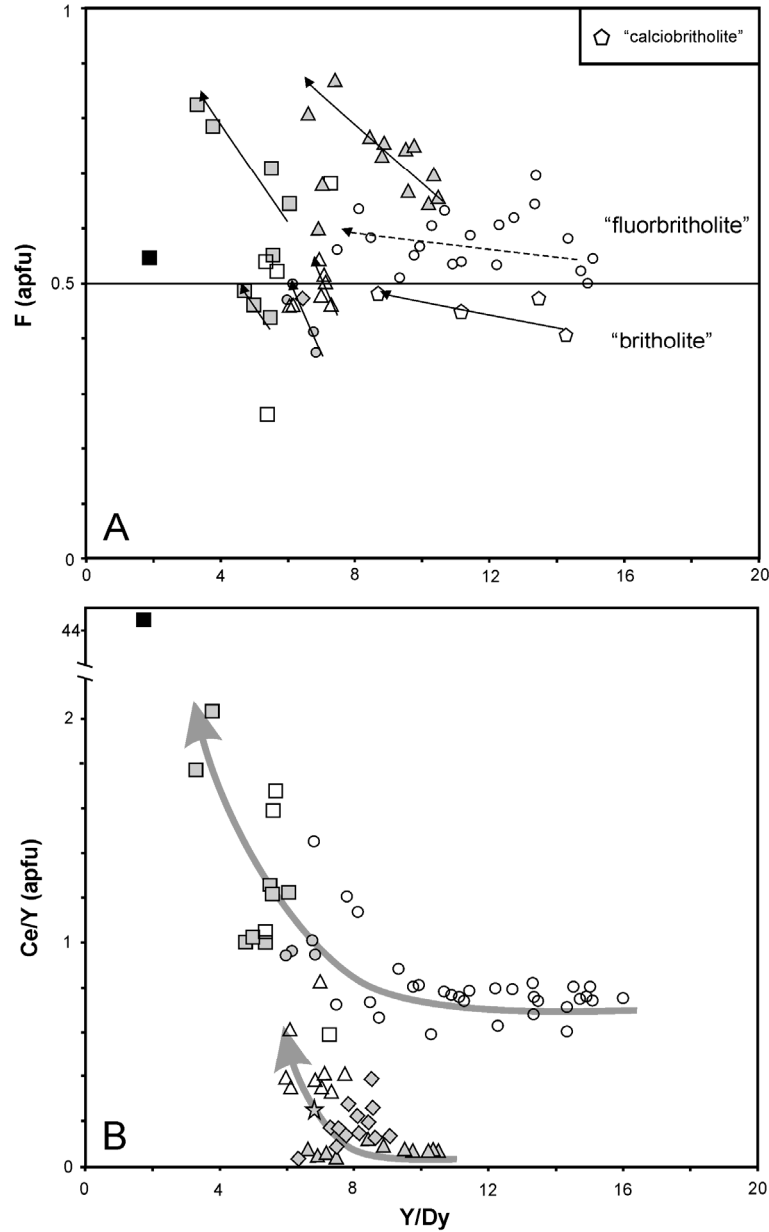 1
"calciobritholite"
"fluorbritholite"
0.5
"britholite"
F (apfu)
A
0
0 4 8 12 16 20
44
2
Ce/Y (apfu)
1
B
0
0 4 8 12 16 20
Y/Dy